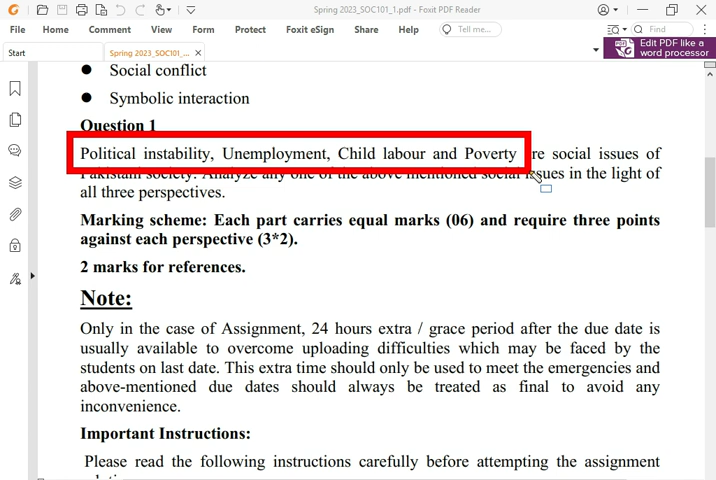 Spring 2023_SOC101_1.pdf - Foxit PDF Reader
File Home Comment View Form Protect Foxit eSign Share Help Tell me... Find
Start Spring 2023_SOC101_... Edit PDF like a
word processor
Social conflict
Symbolic interaction
Question 1
Political instability, Unemployment, Child labour and Poverty re social issues of
Pakistani society. Analyze any one of the above mentioned social issues in the light of
all three perspectives.
Marking scheme: Each part carries equal marks (06) and require three points
against each perspective (3*2).
2 marks for references.
Note:
Only in the case of Assignment, 24 hours extra / grace period after the due date is
usually available to overcome uploading difficulties which may be faced by the
students on last date. This extra time should only be used to meet the emergencies and
above-mentioned due dates should always be treated as final to avoid any
inconvenience.
Important Instructions:
Please read the following instructions carefully before attempting the assignment